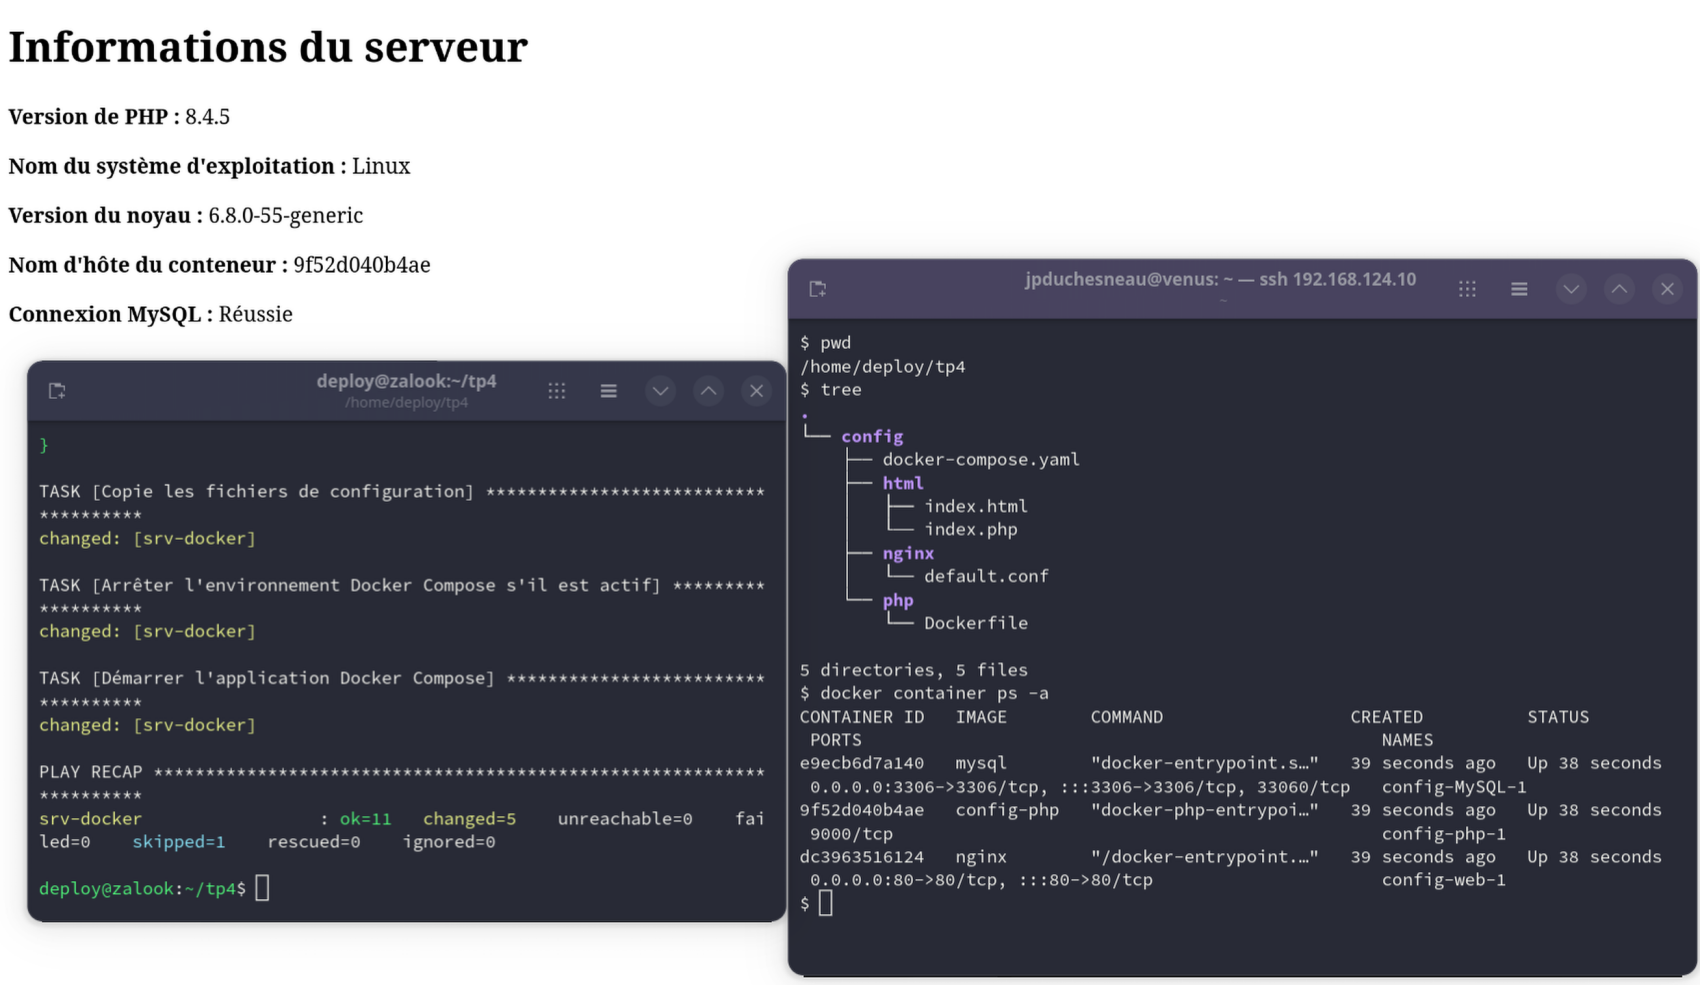 Informations du serveur
Version de PHP : 8.4.5
Nom du système d'exploitation : Linux
Version du noyau : 6.8.0-55-generic
Nom d'hôte du conteneur : 9f52d040b4ae
Connexion MySQL : Réussie
deploy@zalook:~/tp4
/home/deploy/tp4
}
TASK [Copie les fichiers de configuration] ***************************
**********
changed: [srv-docker]
TASK [Arrêter l'environnement Docker Compose s'il est actif] *********
**********
changed: [srv-docker]
TASK [Démarrer l'application Docker Compose] *************************
**********
changed: [srv-docker]
PLAY RECAP ***********************************************************
**********
srv-docker                 : ok=11   changed=5    unreachable=0    fai
led=0    skipped=1    rescued=0    ignored=0
deploy@zalook:~/tp4$
jpduchesneau@venus: ~ — ssh 192.168.124.10
~
$ pwd
/home/deploy/tp4
$ tree
.
└── config
    ├── docker-compose.yaml
    ├── html
    │   ├── index.html
    │   └── index.php
    ├── nginx
    │   └── default.conf
    └── php
        └── Dockerfile
5 directories, 5 files
$ docker container ps -a
CONTAINER ID   IMAGE        COMMAND                  CREATED          STATUS
 PORTS                                                  NAMES
e9ecb6d7a140   mysql        "docker-entrypoint.s…"   39 seconds ago   Up 38 seconds
 0.0.0.0:3306->3306/tcp, :::3306->3306/tcp, 33060/tcp   config-MySQL-1
9f52d040b4ae   config-php   "docker-php-entrypoi…"   39 seconds ago   Up 38 seconds
 9000/tcp                                               config-php-1
dc3963516124   nginx        "/docker-entrypoint.…"   39 seconds ago   Up 38 seconds
 0.0.0.0:80->80/tcp, :::80->80/tcp                      config-web-1
$